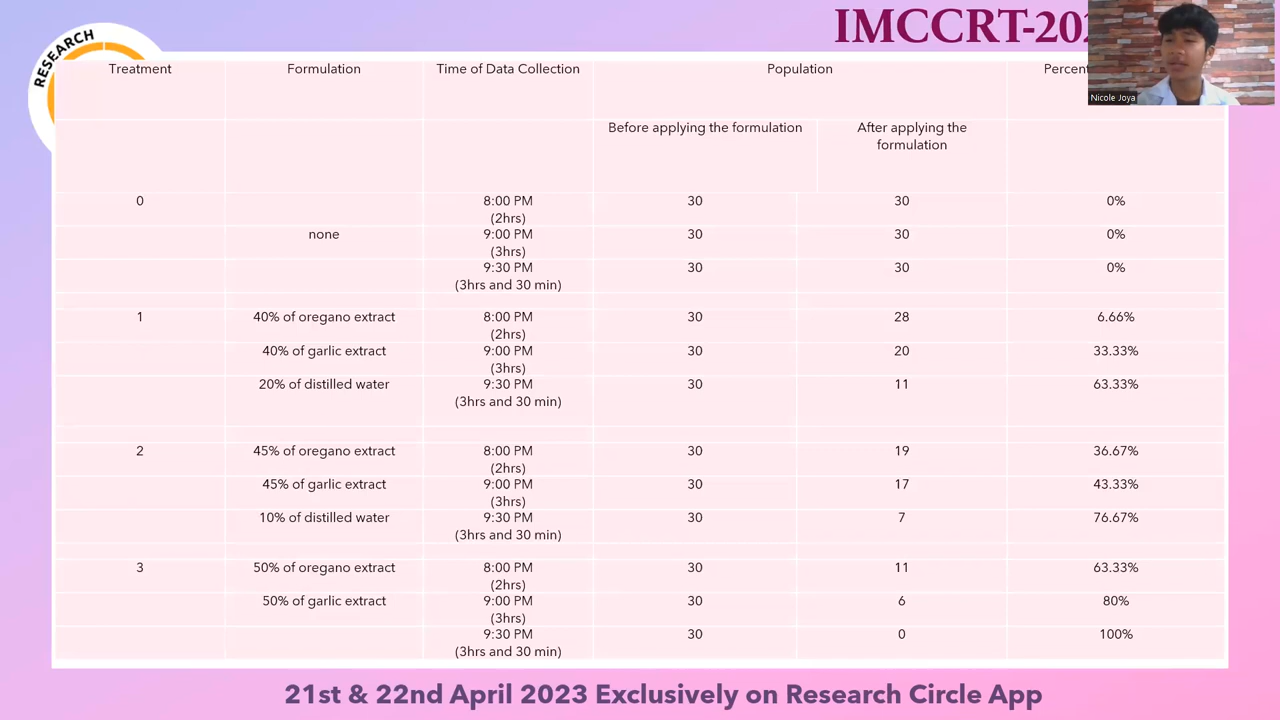 IMCCRT-202
RESEARCH
Nicole Joya
Treatment Formulation Time of Data Collection Population
Before applying the formulation After applying the
formulation
0 8:00 PM 30 30 0%
(2hrs)
none 9:00 PM 30 30 0%
(3hrs)
9:30 PM 30 30 0%
(3hrs and 30 min)
1 40% of oregano extract 8:00 PM 30 28 6.66%
(2hrs)
40% of garlic extract 9:00 PM 30 20 33.33%
(3hrs)
20% of distilled water 9:30 PM 30 11 63.33%
(3hrs and 30 min)
2 45% of oregano extract 8:00 PM 30 19 36.67%
(2hrs)
45% of garlic extract 9:00 PM 30 17 43.33%
(3hrs)
10% of distilled water 9:30 PM 30 7 76.67%
(3hrs and 30 min)
3 50% of oregano extract 8:00 PM 30 11 63.33%
(2hrs)
50% of garlic extract 9:00 PM 30 6 80%
(3hrs)
9:30 PM 30 0 100%
(3hrs and 30 min)
21st & 22nd April 2023 Exclusively on Research Circle App